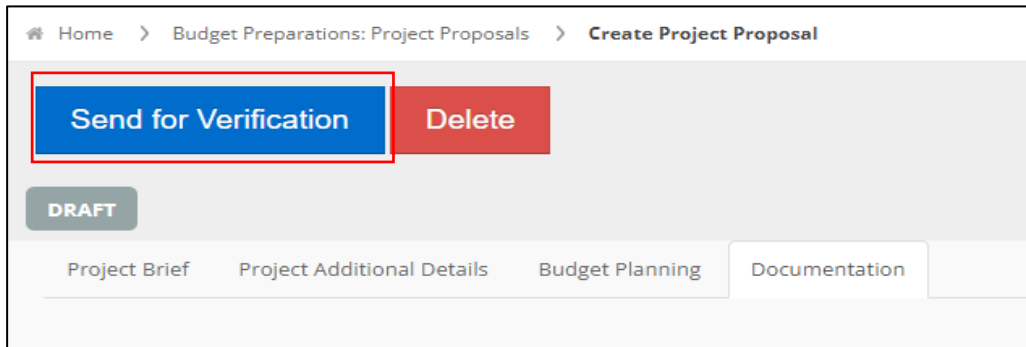 Home > Budget Preparations: Project Proposals > Create Project Proposal
Send for Verification Delete
DRAFT
Project Brief Project Additional Details Budget Planning Documentation